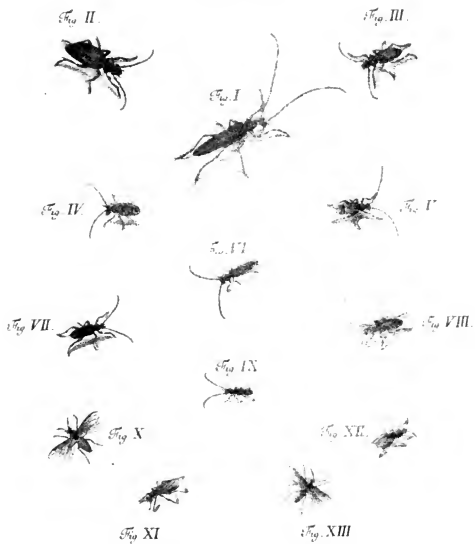 Fig. II.
Fig. III.
Fig. I
Fig. IV.
Fig. V
Fig. VI
Fig. VII.
Fig. VIII.
Fig. IX
Fig. X
Fig. XII.
Fig. XI
Fig. XIII